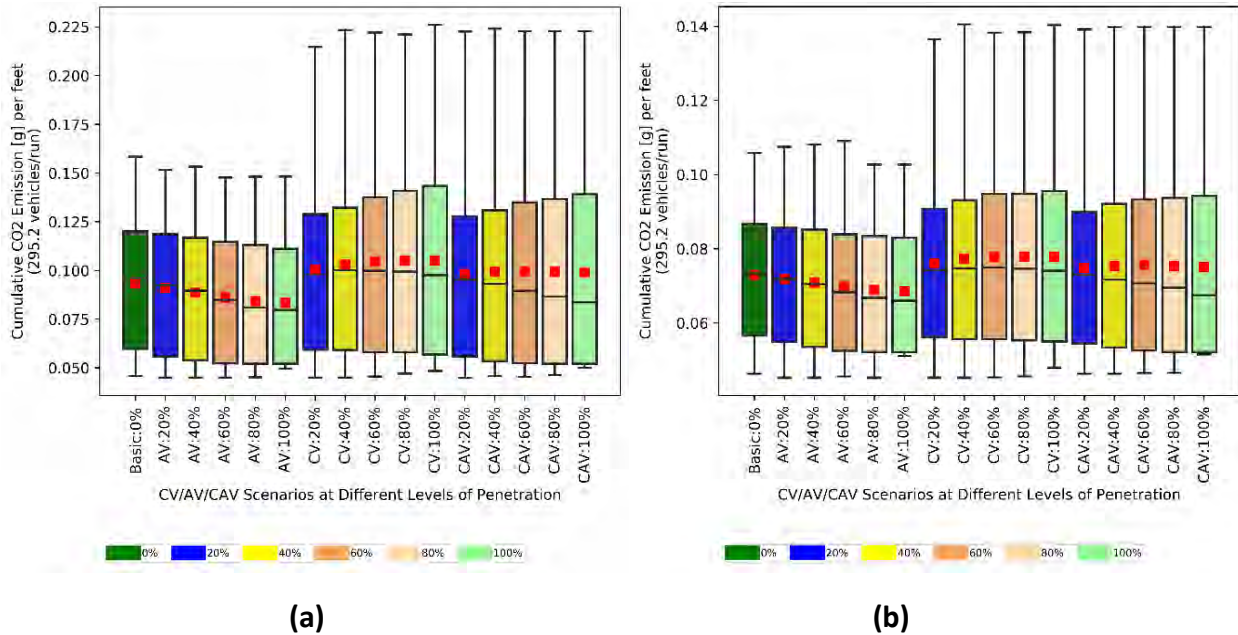 Cumulative CO2 Emission [g] per feet
(295.2 vehicles/run)
0.225
0.200
0.175
0.150
0.125
0.100
0.075
0.050
Basic:0%
AV:20%
AV:40%
AV:60%
AV:80%
AV:100%
CV:20%
CV:40%
CV:60%
CV:80%
CV:100%
CAV:20%
CAV:40%
CAV:60%
CAV:80%
CAV:100%
CV/AV/CAV Scenarios at Different Levels of Penetration
0% 20% 40% 60% 80% 100%
(a)
Cumulative CO2 Emission [g] per feet
(295.2 vehicles/run)
0.14
0.12
0.10
0.08
0.06
Basic:0%
AV:20%
AV:40%
AV:60%
AV:80%
AV:100%
CV:20%
CV:40%
CV:60%
CV:80%
CV:100%
CAV:20%
CAV:40%
CAV:60%
CAV:80%
CAV:100%
CV/AV/CAV Scenarios at Different Levels of Penetration
0% 20% 40% 60% 80% 100%
(b)